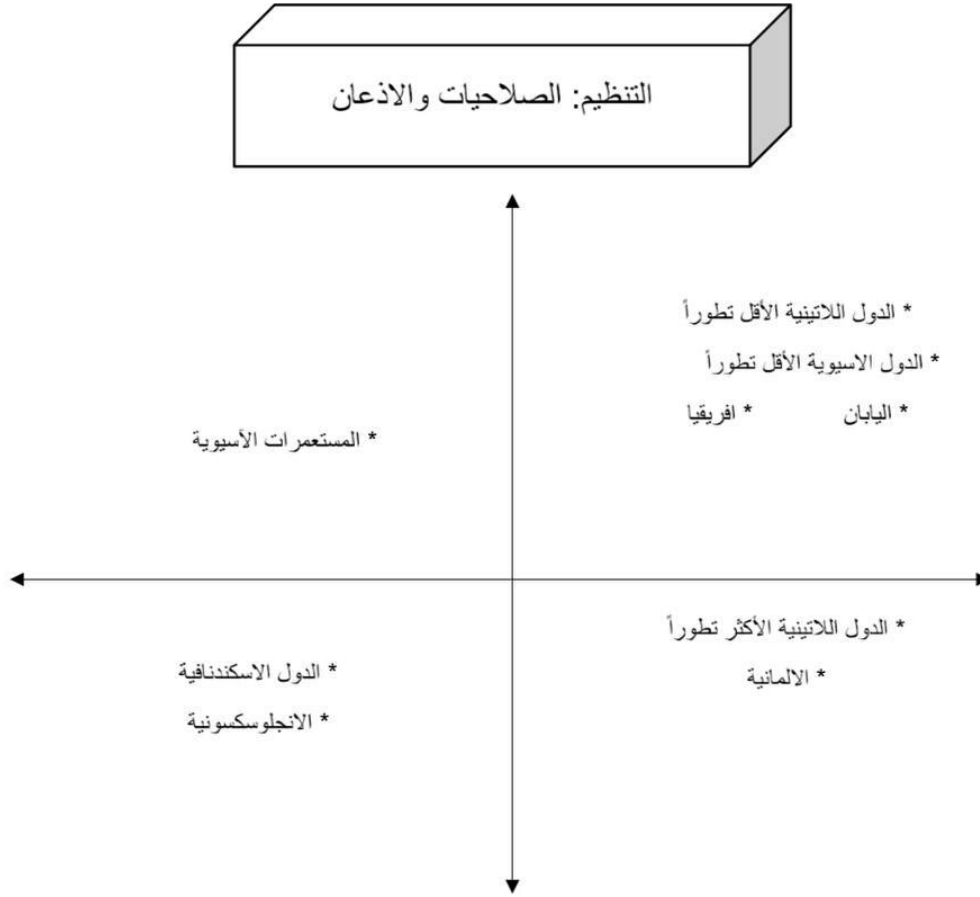 التنظيم: الصلاحيات والاذعان
* الدول اللاتينية الأقل تطوراً
* الدول الاسيوية الأقل تطوراً
* اليابان * افريقيا
* المستعمرات الآسيوية
* الدول اللاتينية الأكثر تطوراً
* الالمانية
* الدول الاسكندنافية
* الانجلوسكسونية